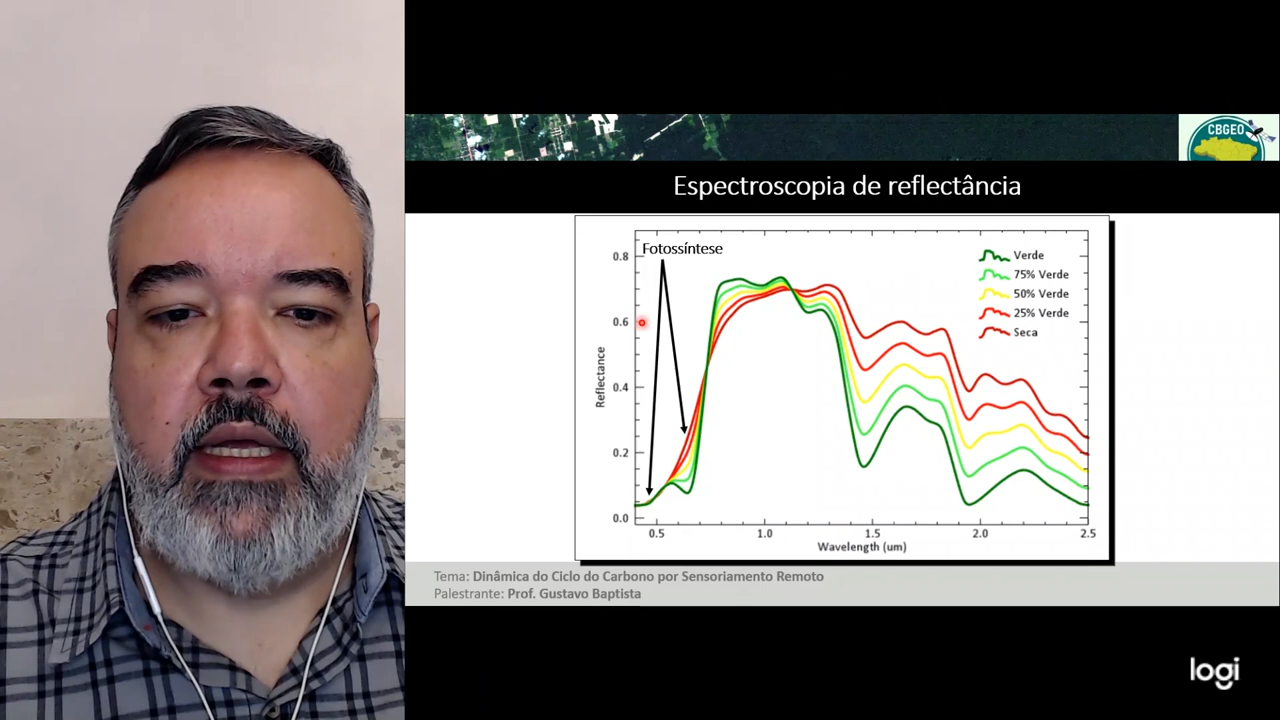 CBGEO
Espectroscopia de reflectância
Fotossíntese
Verde
75% Verde
50% Verde
25% Verde
Seca
0.8
0.6
0.4
0.2
0.0
Reflectance
0.5 1.0 1.5 2.0 2.5
Wavelength (um)
Tema: Dinâmica do Ciclo do Carbono por Sensoriamento Remoto
Palestrante: Prof. Gustavo Baptista
logi